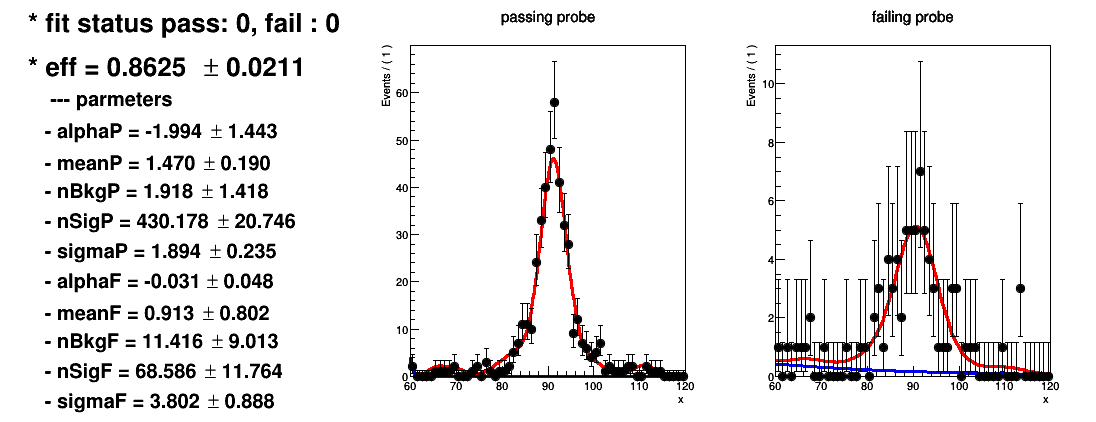 * fit status pass: 0, fail : 0
* eff = 0.8625 ± 0.0211
--- parmeters
- alphaP = -1.994 ± 1.443
- meanP = 1.470 ± 0.190
- nBkgP = 1.918 ± 1.418
- nSigP = 430.178 ± 20.746
- sigmaP = 1.894 ± 0.235
- alphaF = -0.031 ± 0.048
- meanF = 0.913 ± 0.802
- nBkgF = 11.416 ± 9.013
- nSigF = 68.586 ± 11.764
- sigmaF = 3.802 ± 0.888
passing probe
Events / ( 1 )
60
50
40
30
20
10
0
60 70 80 90 100 110 120
x
failing probe
Events / ( 1 )
10
8
6
4
2
0
60 70 80 90 100 110 120
x